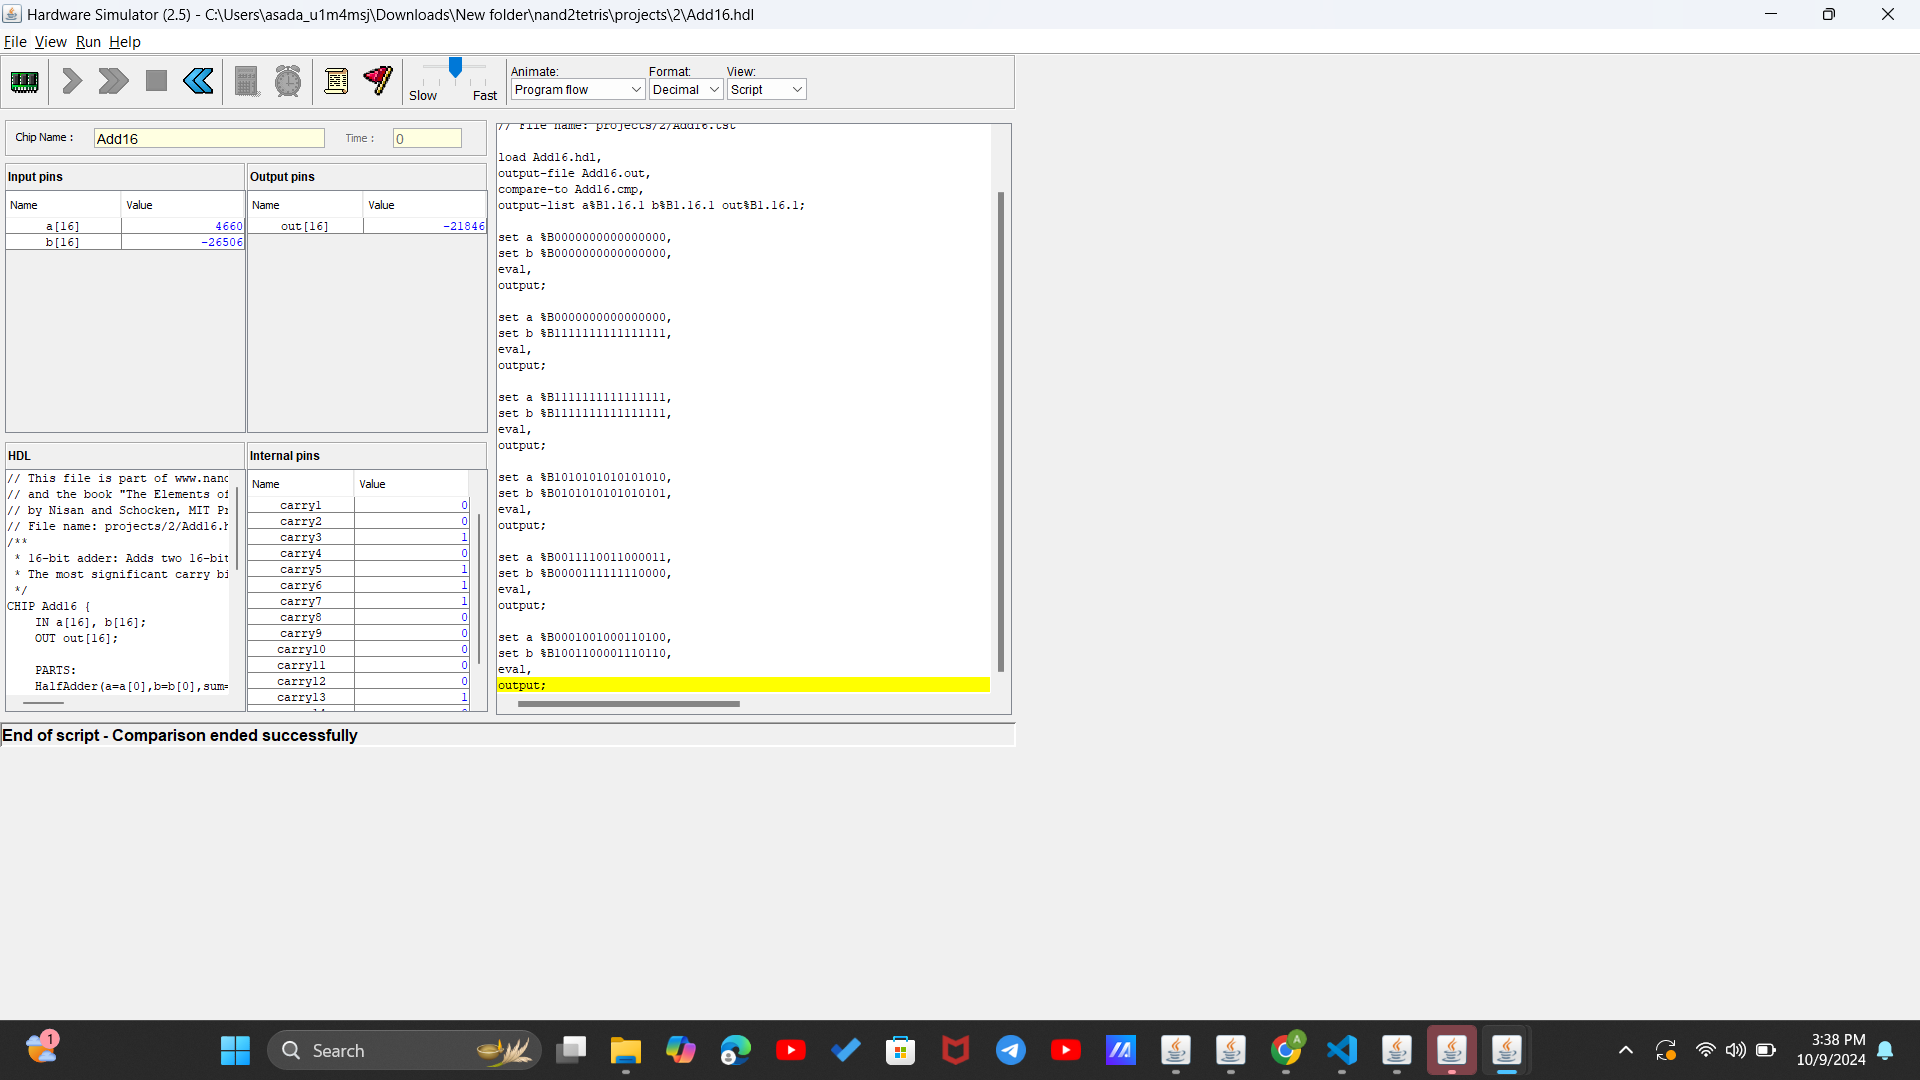 Hardware Simulator (2.5) - C:\Users\asada_u1m4msj\Downloads\New folder\nand2tetris\projects\2\Add16.hdl
File View Run Help
Slow Fast
Animate: Format: View:
Program flow Decimal Script
Chip Name : Add16 Time : 0
Input pins
Name Value
a[16] 4660
b[16] -26506
Output pins
Name Value
out[16] -21846
HDL
// This file is part of www.nand
// and the book "The Elements of
// by Nisan and Schocken, MIT Pr
// File name: projects/2/Add16.h
/**
* 16-bit adder: Adds two 16-bit
* The most significant carry bi
*/
CHIP Add16 {
IN a[16], b[16];
OUT out[16];
PARTS:
HalfAdder(a=a[0],b=b[0],sum=
Internal pins
Name Value
carry1 0
carry2 0
carry3 1
carry4 0
carry5 1
carry6 1
carry7 1
carry8 0
carry9 0
carry10 0
carry11 0
carry12 0
carry13 1
// File name: projects/2/Add16.tst
load Add16.hdl,
output-file Add16.out,
compare-to Add16.cmp,
output-list a%B1.16.1 b%B1.16.1 out%B1.16.1;
set a %B0000000000000000,
set b %B0000000000000000,
eval,
output;
set a %B0000000000000000,
set b %B1111111111111111,
eval,
output;
set a %B1111111111111111,
set b %B1111111111111111,
eval,
output;
set a %B1010101010101010,
set b %B0101010101010101,
eval,
output;
set a %B0011110011000011,
set b %B0000111111110000,
eval,
output;
set a %B0001001000110100,
set b %B1001100001110110,
eval,
output;
End of script - Comparison ended successfully
1
Search
A
3:38 PM
10/9/2024